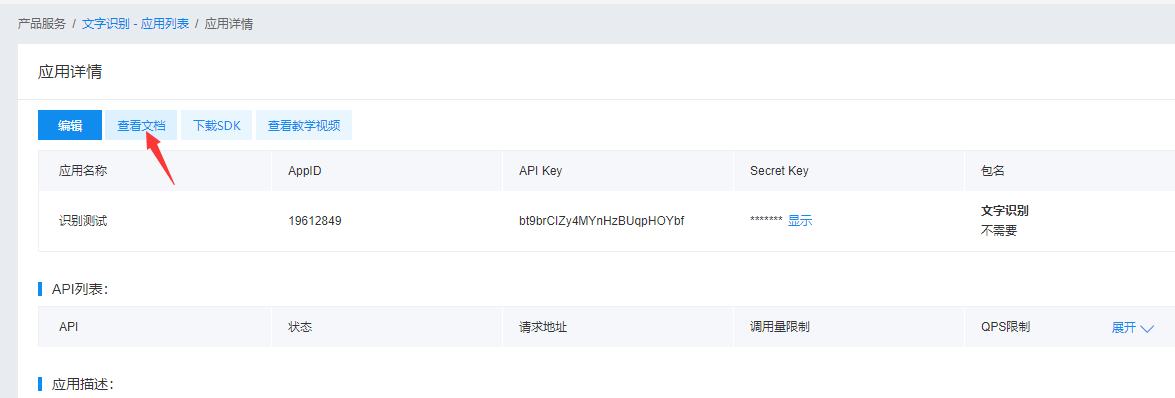 产品服务 / 文字识别 - 应用列表 / 应用详情
应用详情
编辑 查看文档 下载SDK 查看教学视频
应用名称 AppID API Key Secret Key 包名
识别测试 19612849 bt9brCIZy4MYnHzBUqpHOYbf ******* 显示 文字识别
不需要
API列表：
API 状态 请求地址 调用量限制 QPS限制 展开
应用描述：